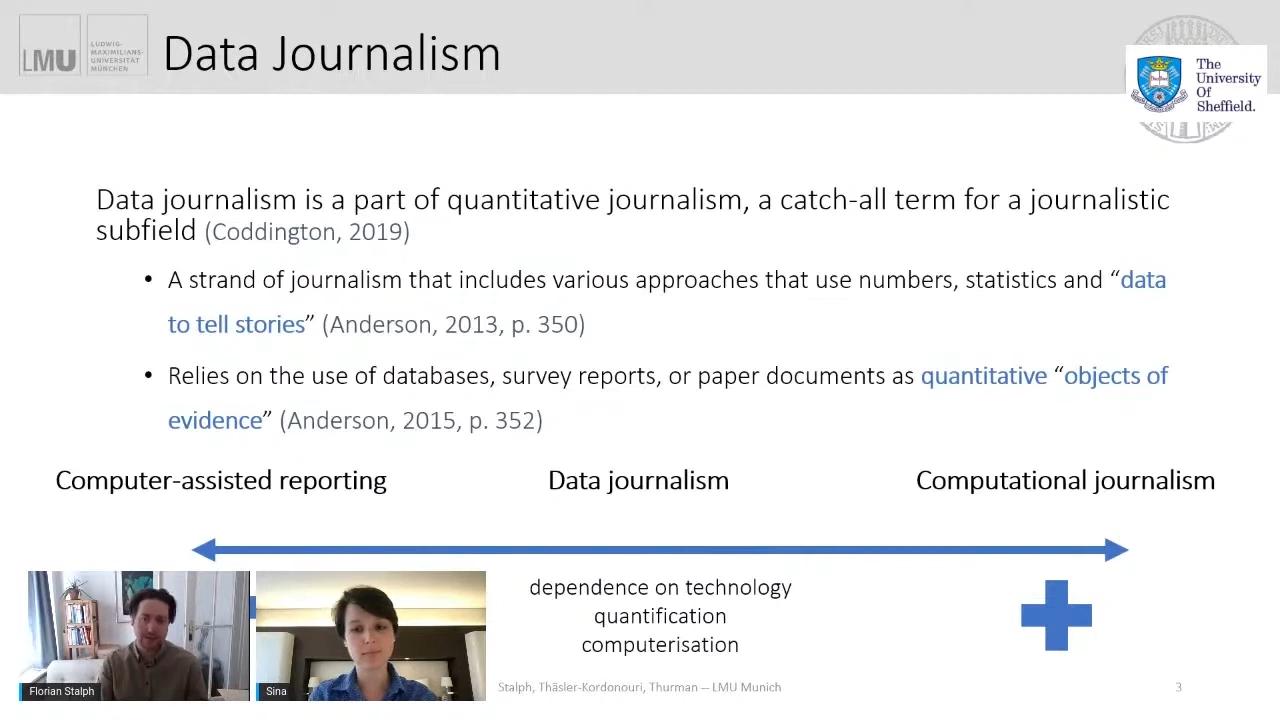 LMU
LUDWIG-
MAXIMILIANS-
UNIVERSITÄT
MÜNCHEN
Data Journalism
The
University
Of
Sheffield.
Data journalism is a part of quantitative journalism, a catch-all term for a journalistic
subfield (Coddington, 2019)
• A strand of journalism that includes various approaches that use numbers, statistics and “data
to tell stories” (Anderson, 2013, p. 350)
• Relies on the use of databases, survey reports, or paper documents as quantitative “objects of
evidence” (Anderson, 2015, p. 352)
Computer-assisted reporting
Data journalism
Computational journalism
dependence on technology
quantification
computerisation
Florian Stalph
Sina
Stalph, Thäsler-Kordonouri, Thurman -- LMU Munich
3